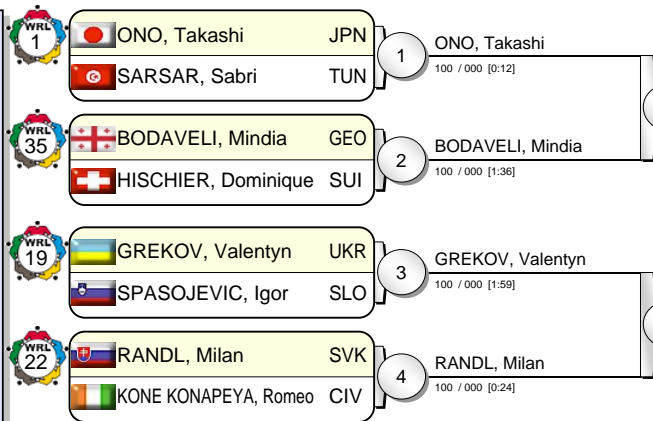 WRL
1
ONO, Takashi JPN
SARSAR, Sabri TUN
1
ONO, Takashi
100 / 000 [0:12]
WRL
35
BODAVELI, Mindia GEO
HISCHIER, Dominique SUI
2
BODAVELI, Mindia
100 / 000 [1:36]
WRL
19
GREKOV, Valentyn UKR
SPASOJEVIC, Igor SLO
3
GREKOV, Valentyn
100 / 000 [1:59]
WRL
22
RANDL, Milan SVK
KONE KONAPEYA, Romeo CIV
4
RANDL, Milan
100 / 000 [0:24]